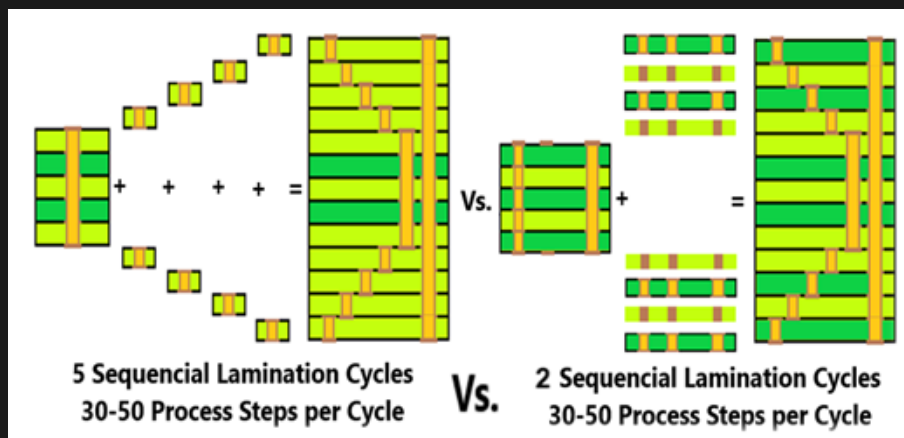 + + + + =
Vs.
+ =
5 Sequencial Lamination Cycles
30-50 Process Steps per Cycle
Vs.
2 Sequencial Lamination Cycles
30-50 Process Steps per Cycle